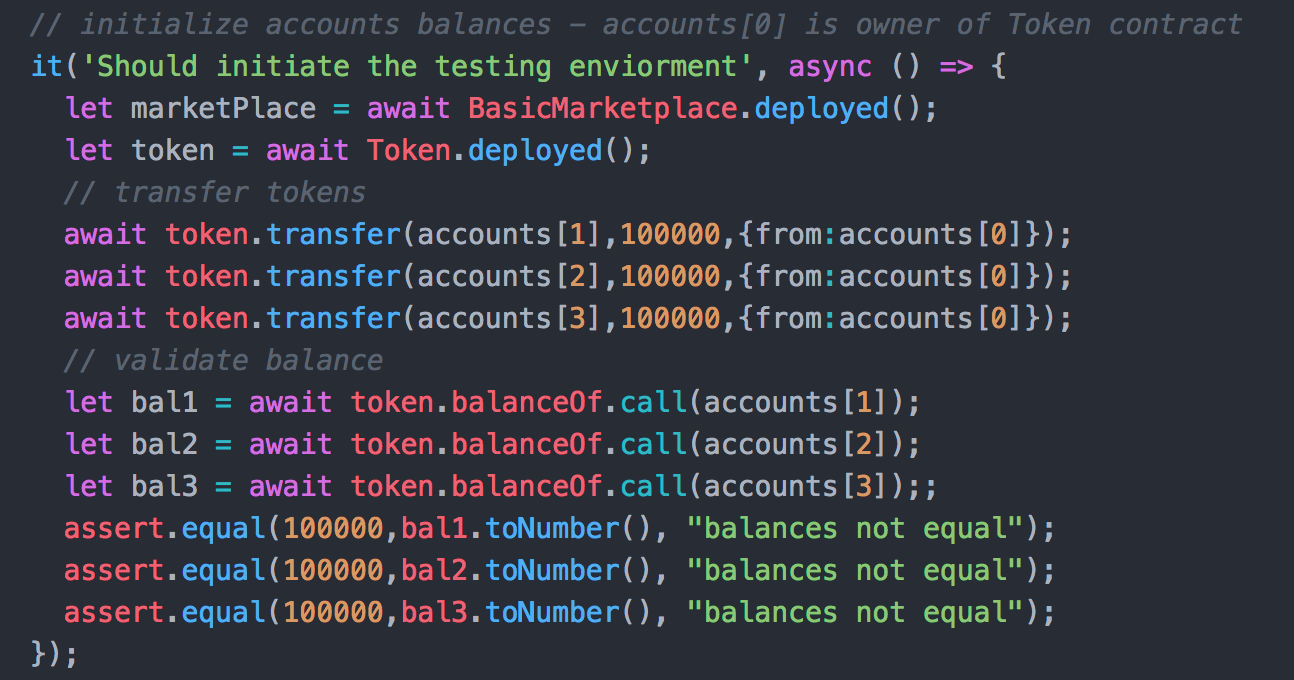 // initialize accounts balances – accounts[0] is owner of Token contract
it('Should initiate the testing enviorment', async () => {
let marketPlace = await BasicMarketplace.deployed();
let token = await Token.deployed();
// transfer tokens
await token.transfer(accounts[1],100000,{from:accounts[0]});
await token.transfer(accounts[2],100000,{from:accounts[0]});
await token.transfer(accounts[3],100000,{from:accounts[0]});
// validate balance
let bal1 = await token.balanceOf.call(accounts[1]);
let bal2 = await token.balanceOf.call(accounts[2]);
let bal3 = await token.balanceOf.call(accounts[3]);;
assert.equal(100000,bal1.toNumber(), "balances not equal");
assert.equal(100000,bal2.toNumber(), "balances not equal");
assert.equal(100000,bal3.toNumber(), "balances not equal");
});